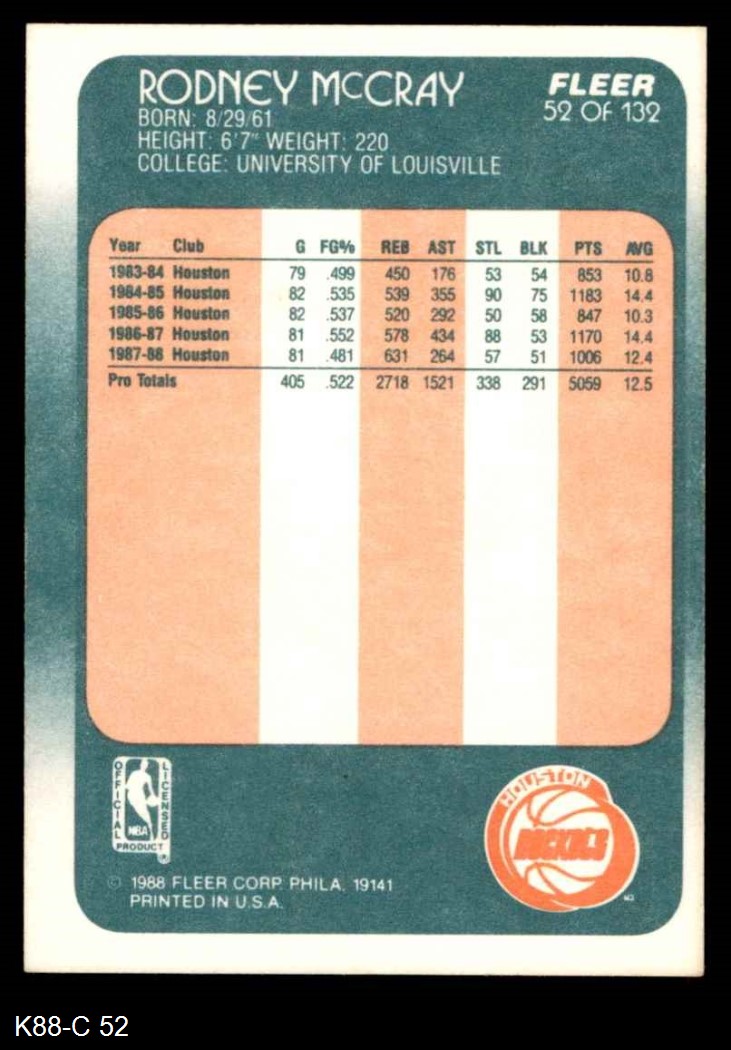 RODNEY McCRAY
FLEER
52 OF 132
BORN: 8/29/61
HEIGHT: 6'7" WEIGHT: 220
COLLEGE: UNIVERSITY OF LOUISVILLE
Year Club G FG% REB AST STL BLK PTS AVG
1983-84 Houston 79 .499 450 176 53 54 853 10.8
1984-85 Houston 82 .535 539 355 90 75 1183 14.4
1985-86 Houston 82 .537 520 292 50 58 847 10.3
1986-87 Houston 81 .552 578 434 88 53 1170 14.4
1987-88 Houston 81 .481 631 264 57 51 1006 12.4
Pro Totals 405 .522 2718 1521 338 291 5059 12.5
OFFICIAL
LICENSED
NBA
PRODUCT
®
HOUSTON
ROCKETS
© 1988 FLEER CORP. PHILA. 19141
PRINTED IN U.S.A.
K88-C 52